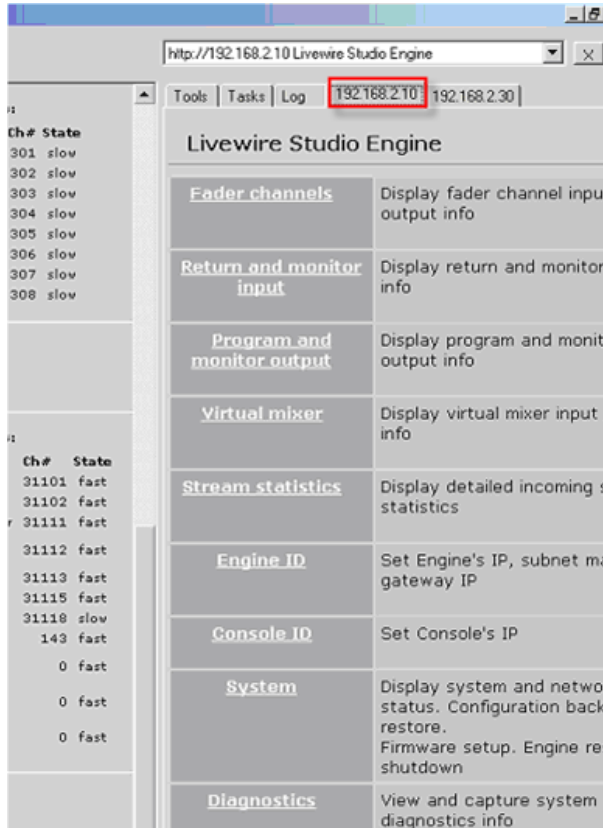 http://192.168.2.10 Livewire Studio Engine
Tools Tasks Log 192.168.2.10 192.168.2.30
s:
Ch# State
301 slow
302 slow
303 slow
304 slow
305 slow
306 slow
307 slow
308 slow
s:
Ch# State
31101 fast
31102 fast
r 31111 fast
31112 fast
31113 fast
31115 fast
31118 slow
143 fast
0 fast
0 fast
0 fast
Livewire Studio Engine
Fader channels
Display fader channel inpu
output info
Return and monitor
input
Display return and monitor
info
Program and
monitor output
Display program and monit
output info
Virtual mixer
Display virtual mixer input
info
Stream statistics
Display detailed incoming s
statistics
Engine ID
Set Engine's IP, subnet ma
gateway IP
Console ID
Set Console's IP
System
Display system and netwo
status. Configuration back
restore.
Firmware setup. Engine re
shutdown
Diagnostics
View and capture system
diagnostics info